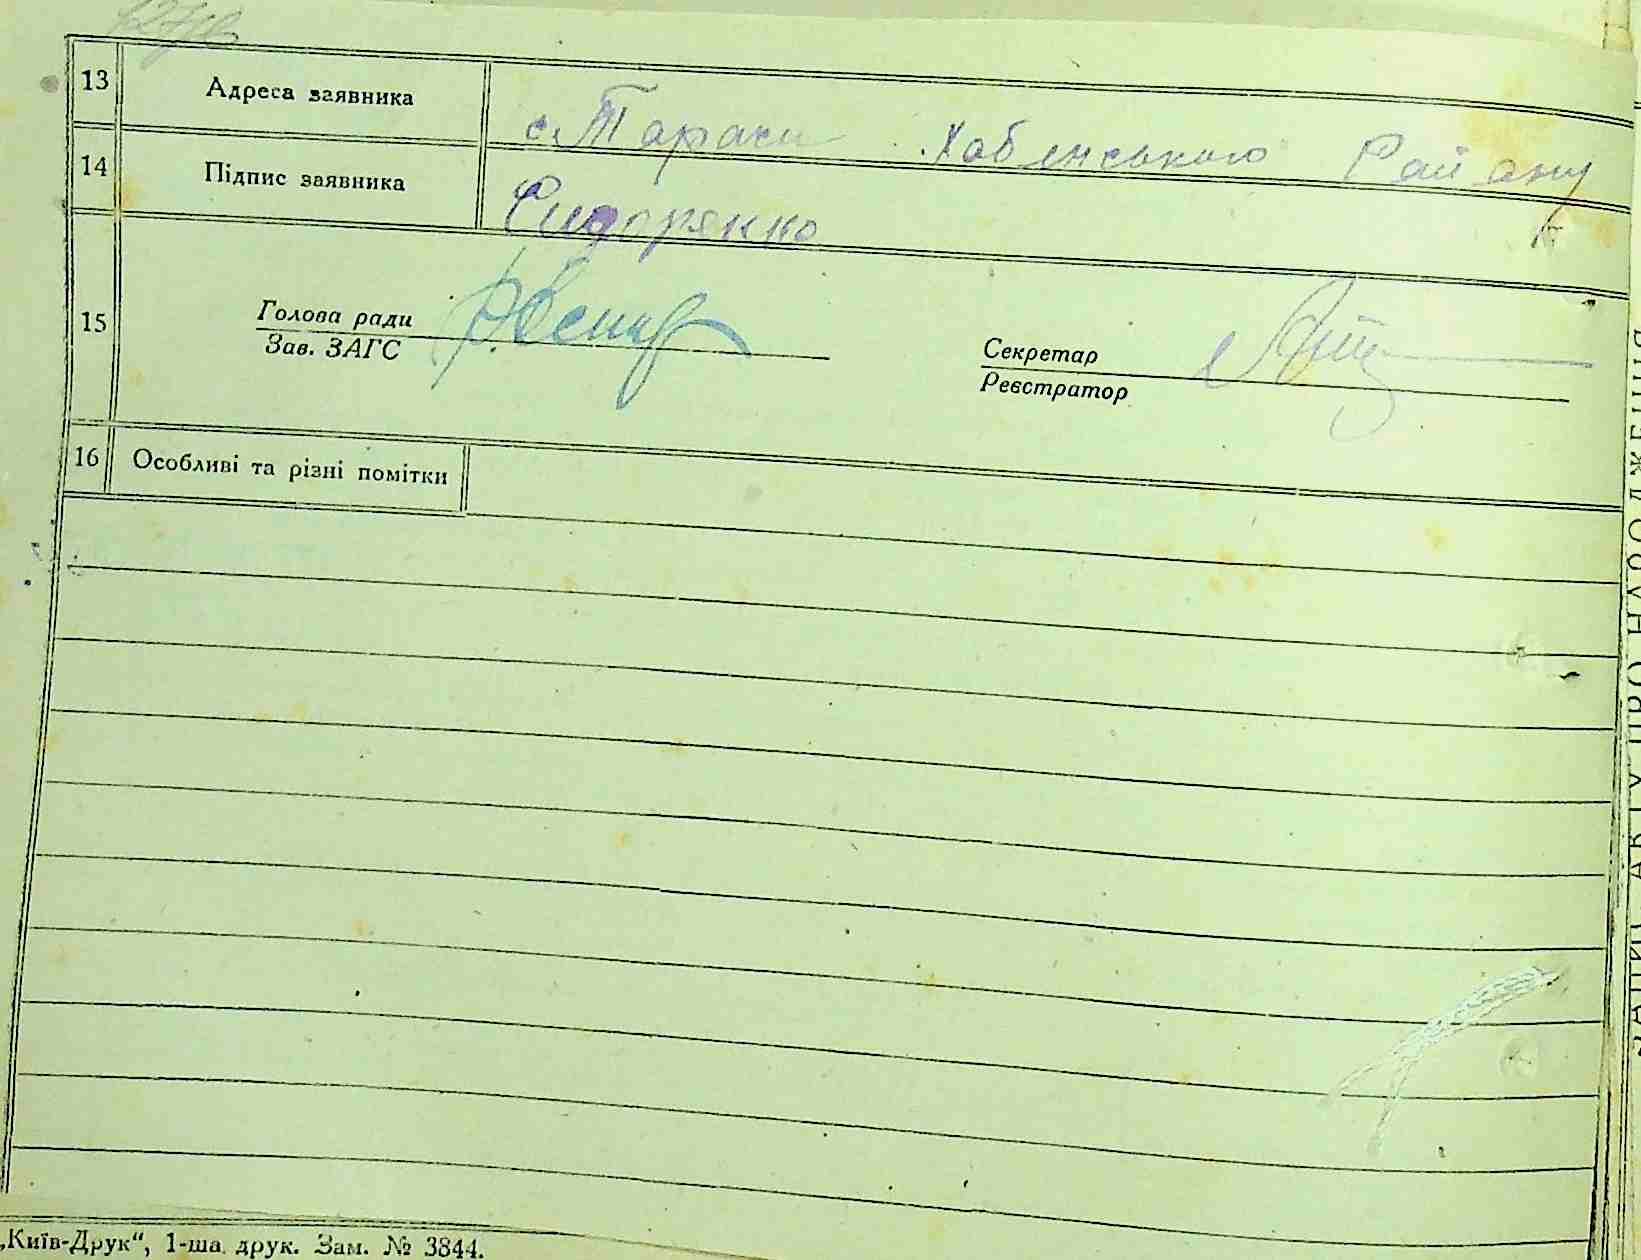 13 Адреса заявника с. Тараси Хабенського Району
14 Підпис заявника Сидорянко
15 Голова ради Секретар
Зав. ЗАГС Реєстратор
16 Особливі та різні помітки
„Київ-Друк“, 1-ша друк. Зам. № 3844.